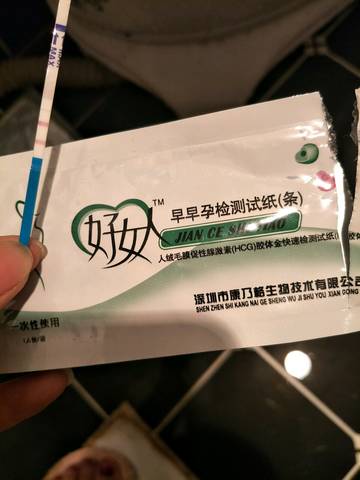 MAX
好女人™
早早孕检测试纸(条)
JIAN CE SHI
人绒毛膜促性腺激素(HCG)胶体金快速检测试纸
深圳市康乃格生物技术有限公
SHEN ZHEN SHI KANG NAI GE SHENG WU JI SHU YOU XIAN GONG
一次性使用